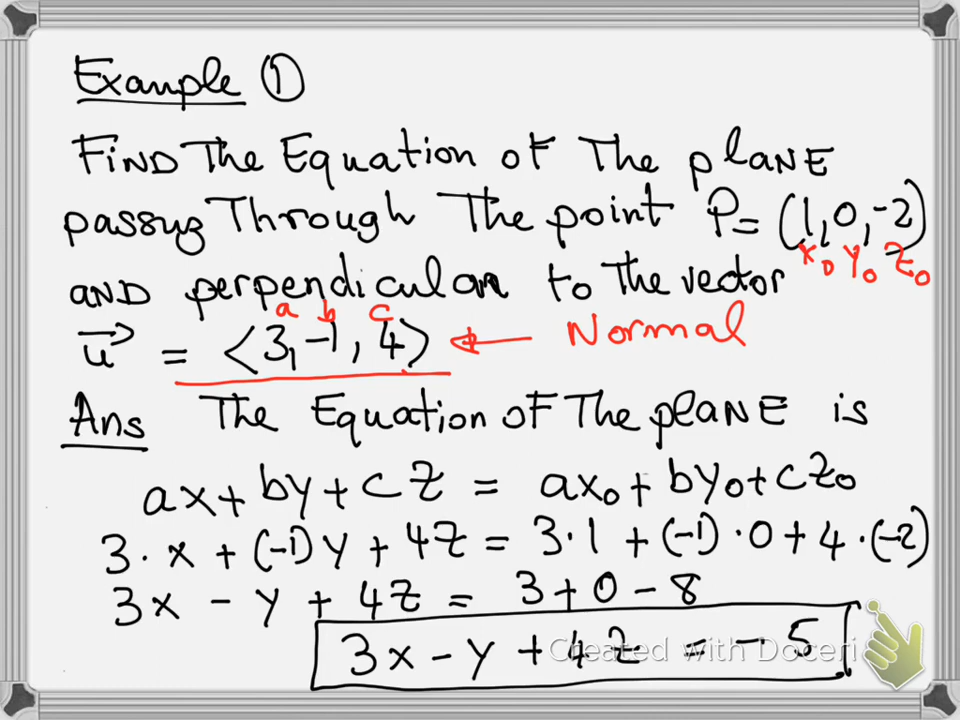 Example ①
FIND THE Equation OF THE plANE
passyg Through The point P = (1, 0, -2)
x₀ y₀ z₀
AND perpendicular to the vector
a b c
u⃗ = ⟨3, -1, 4⟩ ← Normal
Ans The Equation OF The plANE is
ax + by + cz = ax₀ + by₀ + cz₀
3·x + (-1)y + 4z = 3·1 + (-1)·0 + 4·(-2)
3x - y + 4z = 3 + 0 - 8
3x - y + 4z = -5
Created with Doceri